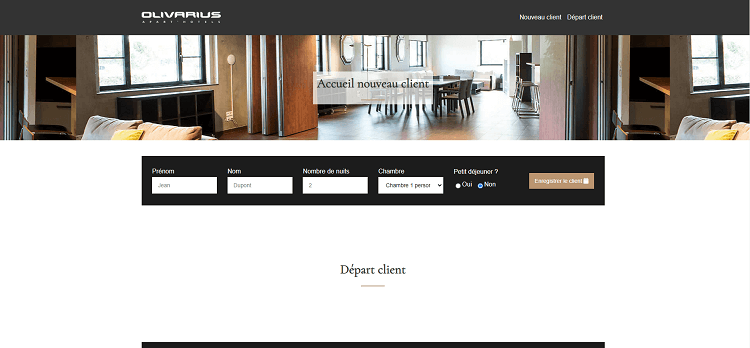 OLIVARIUS
APART'HOTELS
Nouveau client Départ client
Accueil nouveau client
Prénom Nom Nombre de nuits Chambre Petit déjeuner ?
Jean Dupont 2 Chambre 1 persor Oui Non Enregistrer le client
Départ client